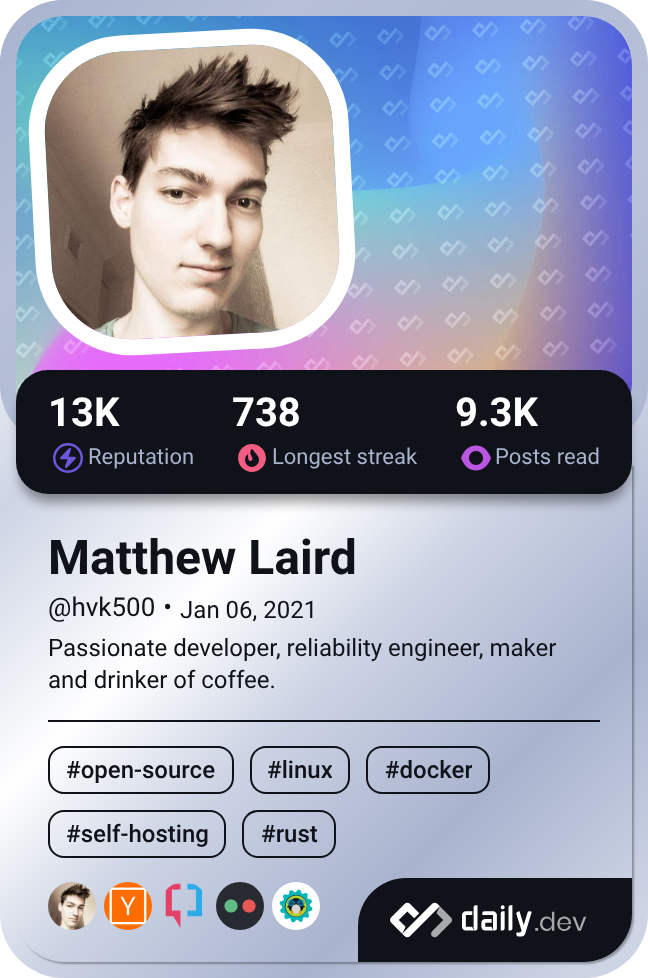 13K 738 9.3K
Reputation Longest streak Posts read
Matthew Laird
@hvk500 • Jan 06, 2021
Passionate developer, reliability engineer, maker
and drinker of coffee.
#open-source #linux #docker
#self-hosting #rust
Y
daily.dev